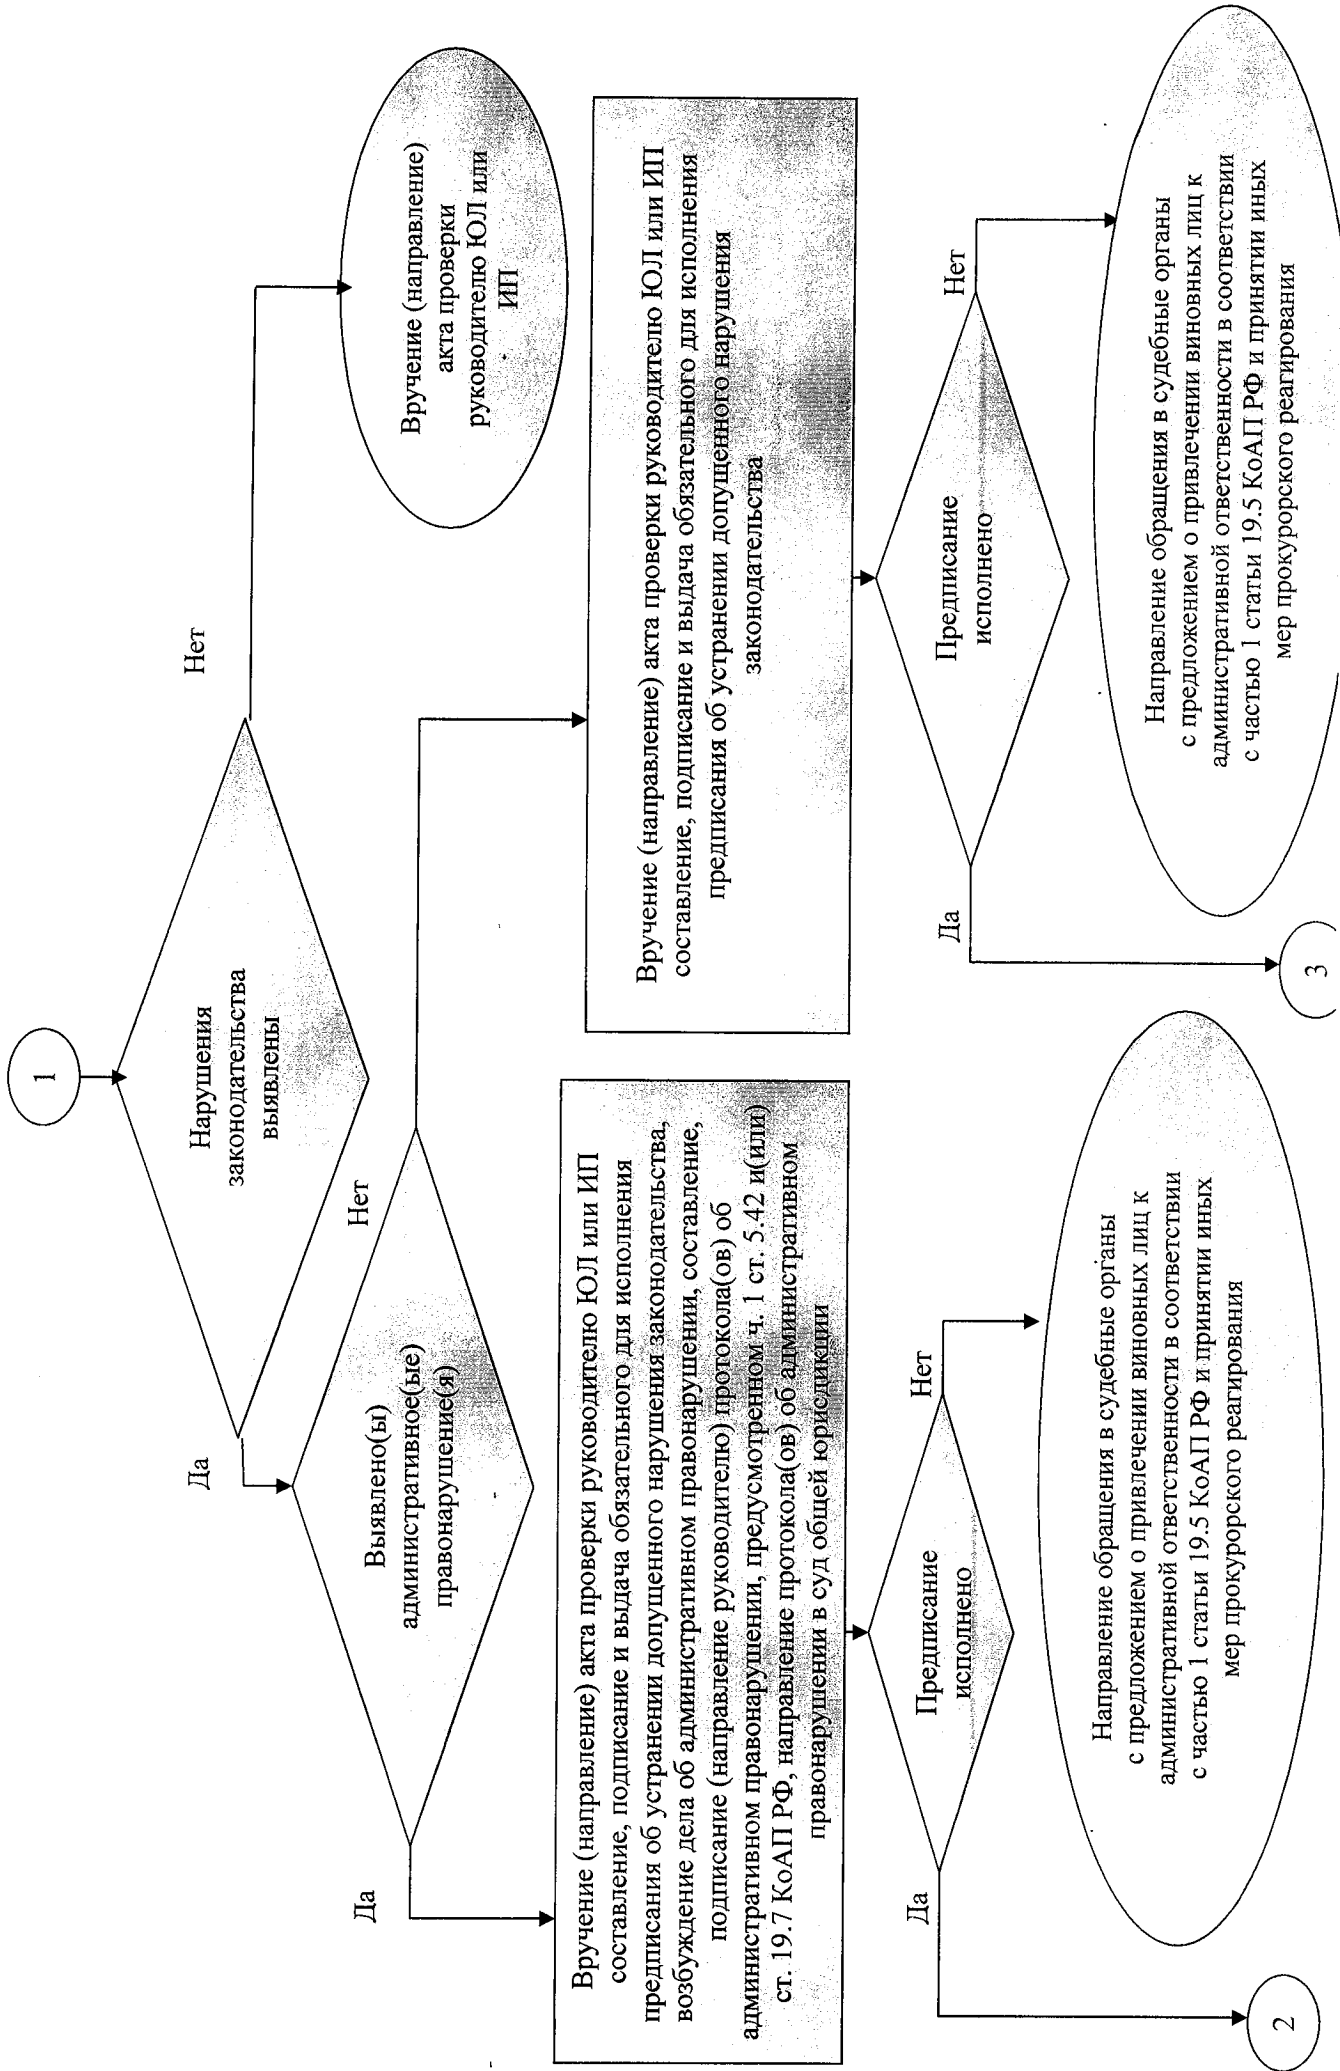 1
Нарушения
законодательства
выявлены
Да
Нет
Выявлено(ы)
административное(ые)
правонарушение(я)
Да
Нет
Вручение (направление)
акта проверки
руководителю ЮЛ или
ИП
Вручение (направление) акта проверки руководителю ЮЛ или ИП
составление, подписание и выдача обязательного для исполнения
предписания об устранении допущенного нарушения законодательства,
возбуждение дела об административном правонарушении, составление,
подписание (направление руководителю) протокола(ов) об
административном правонарушении, предусмотренном ч. 1 ст. 5.42 и(или)
ст. 19.7 КоАП РФ, направление протокола(ов) об административном
правонарушении в суд общей юрисдикции
Вручение (направление) акта проверки руководителю ЮЛ или ИП
составление, подписание и выдача обязательного для исполнения
предписания об устранении допущенного нарушения
законодательства
Предписание
исполнено
Да
Нет
Предписание
исполнено
Да
Нет
Направление обращения в судебные органы
с предложением о привлечении виновных лиц к
административной ответственности в соответствии
с частью 1 статьи 19.5 КоАП РФ и принятии иных
мер прокурорского реагирования
Направление обращения в судебные органы
с предложением о привлечении виновных лиц к
административной ответственности в соответствии
с частью 1 статьи 19.5 КоАП РФ и принятии иных
мер прокурорского реагирования
2
3